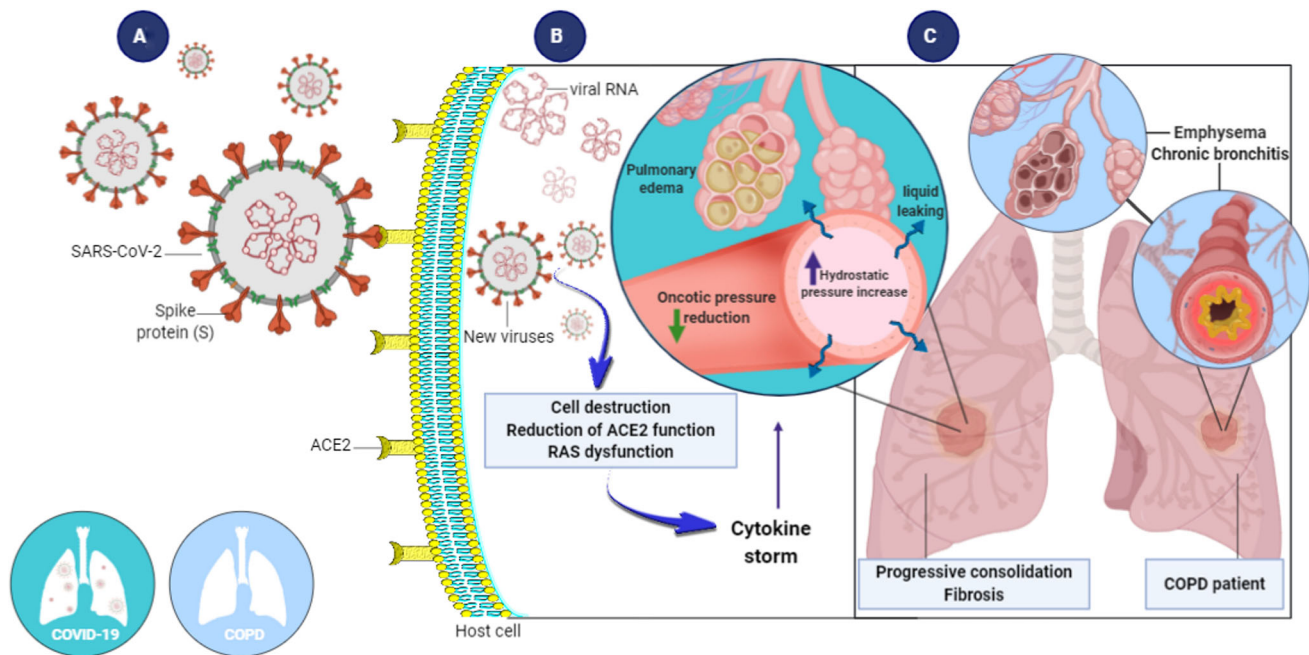 A
B
C
viral RNA
SARS-CoV-2
Spike
protein (S)
ACE2
New viruses
Host cell
COVID-19
COPD
Cell destruction
Reduction of ACE2 function
RAS dysfunction
Cytokine
storm
Pulmonary
edema
liquid
leaking
Hydrostatic
pressure increase
Oncotic pressure
reduction
Emphysema
Chronic bronchitis
Progressive consolidation
Fibrosis
COPD patient